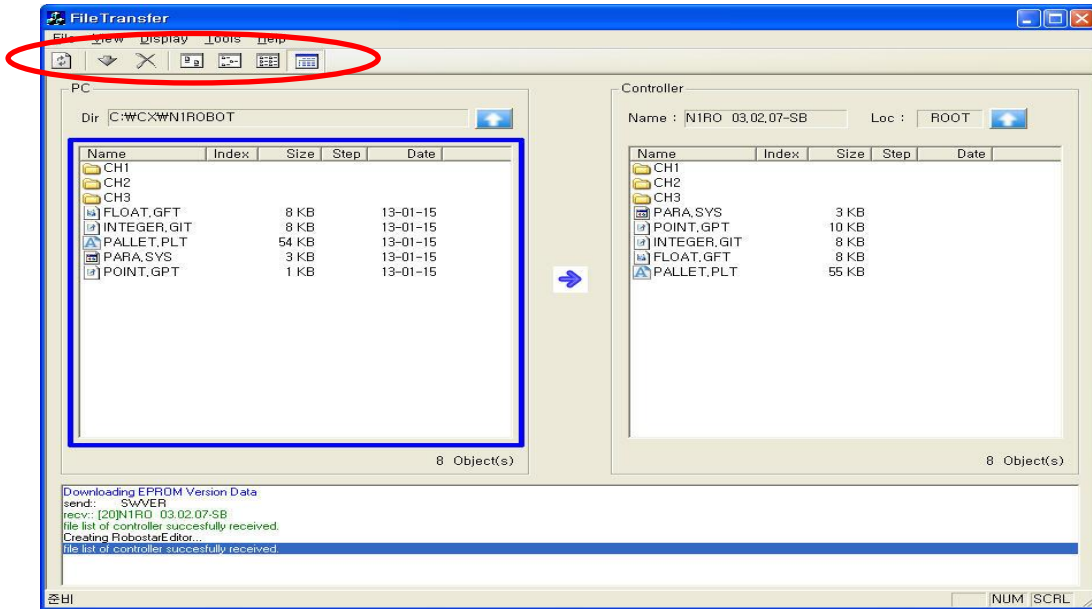 FileTransfer
File View Display Tools Help
PC
Dir C:\CX\N1ROBOT
Name Index Size Step Date
CH1
CH2
CH3
FLOAT,GFT 8 KB 13-01-15
INTEGER,GIT 8 KB 13-01-15
PALLET,PLT 54 KB 13-01-15
PARA,SYS 3 KB 13-01-15
POINT,GPT 1 KB 13-01-15
8 Object(s)
Controller
Name : N1RO 03,02,07-SB Loc : ROOT
Name Index Size Step Date
CH1
CH2
CH3
PARA,SYS 3 KB
POINT,GPT 10 KB
INTEGER,GIT 8 KB
FLOAT,GFT 8 KB
PALLET,PLT 55 KB
8 Object(s)
Downloading EPROM Version Data
send:: SWVER
recv:: [20]N1RO 03.02.07-SB
file list of controller succesfully received.
Creating RobostarEditor...
file list of controller succesfully received.
준비 NUM SCRL